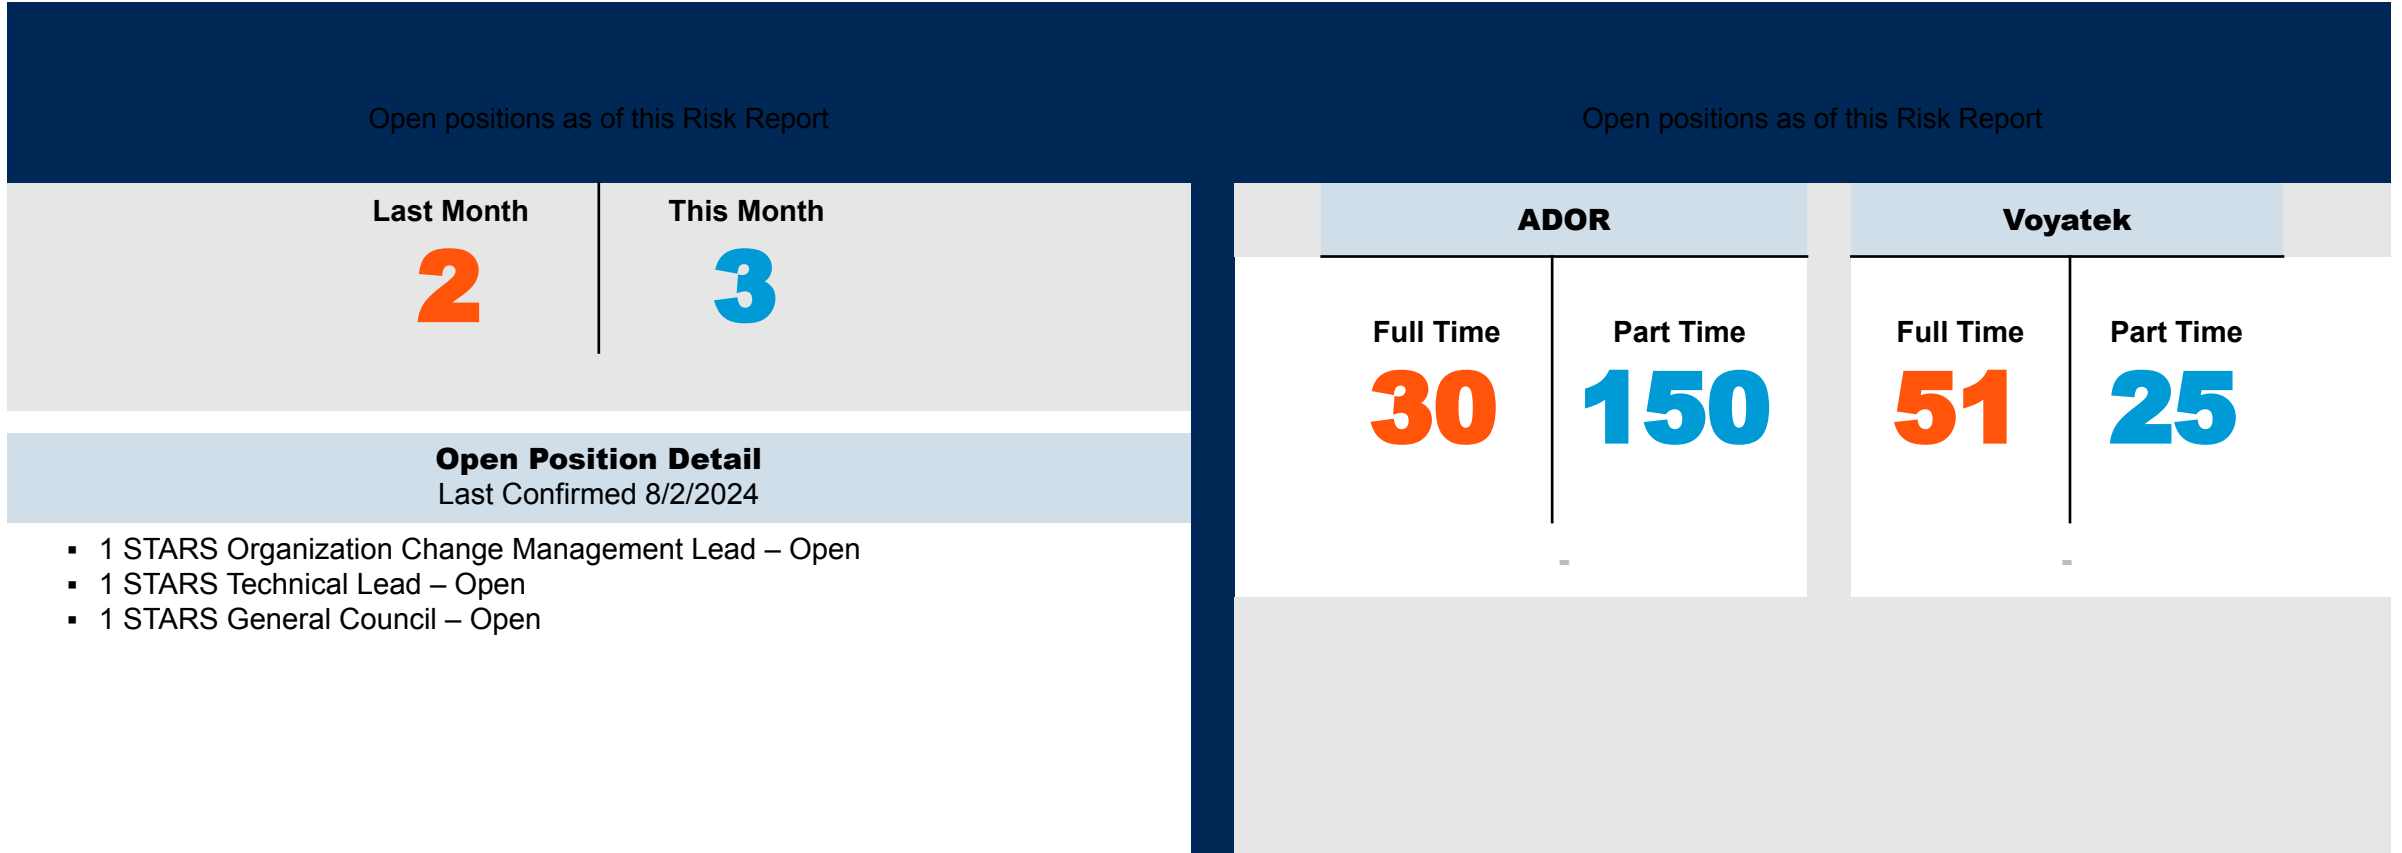 Open positions as of this Risk Report
Last Month
This Month
2
3
Open Position Detail
Last Confirmed 8/2/2024
▪ 1 STARS Organization Change Management Lead – Open
▪ 1 STARS Technical Lead – Open
▪ 1 STARS General Council – Open
Open positions as of this Risk Report
ADOR
Voyatek
Full Time
Part Time
Full Time
Part Time
30
150
51
25
-
-